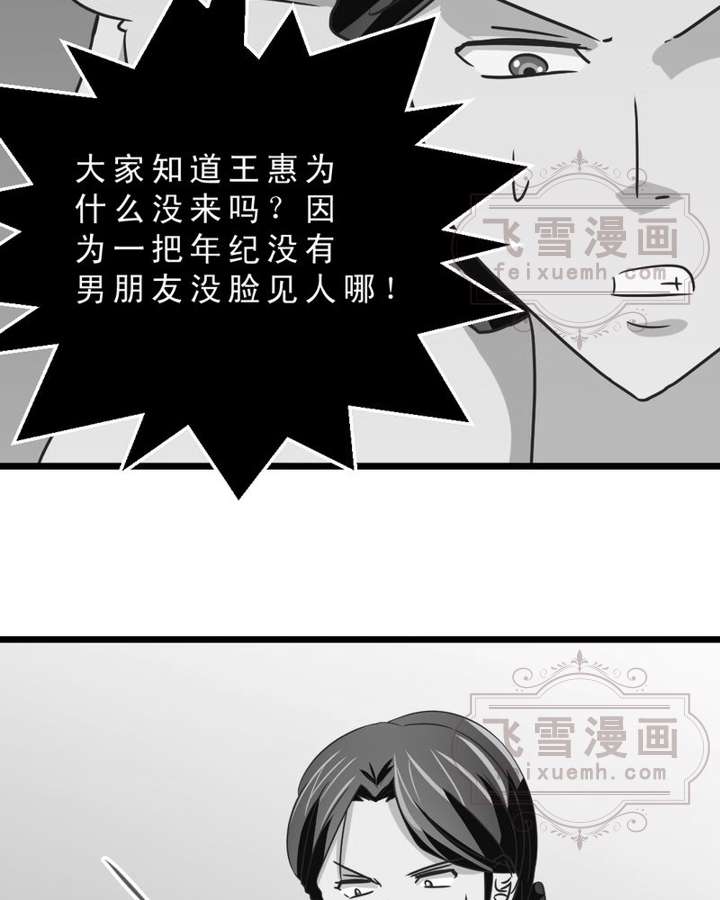 大家知道王惠为
什么没来吗？因
为一把年纪没有
男朋友没脸见人哪！
飞雪漫画
feixuemh.com
飞雪漫画
feixuemh.com